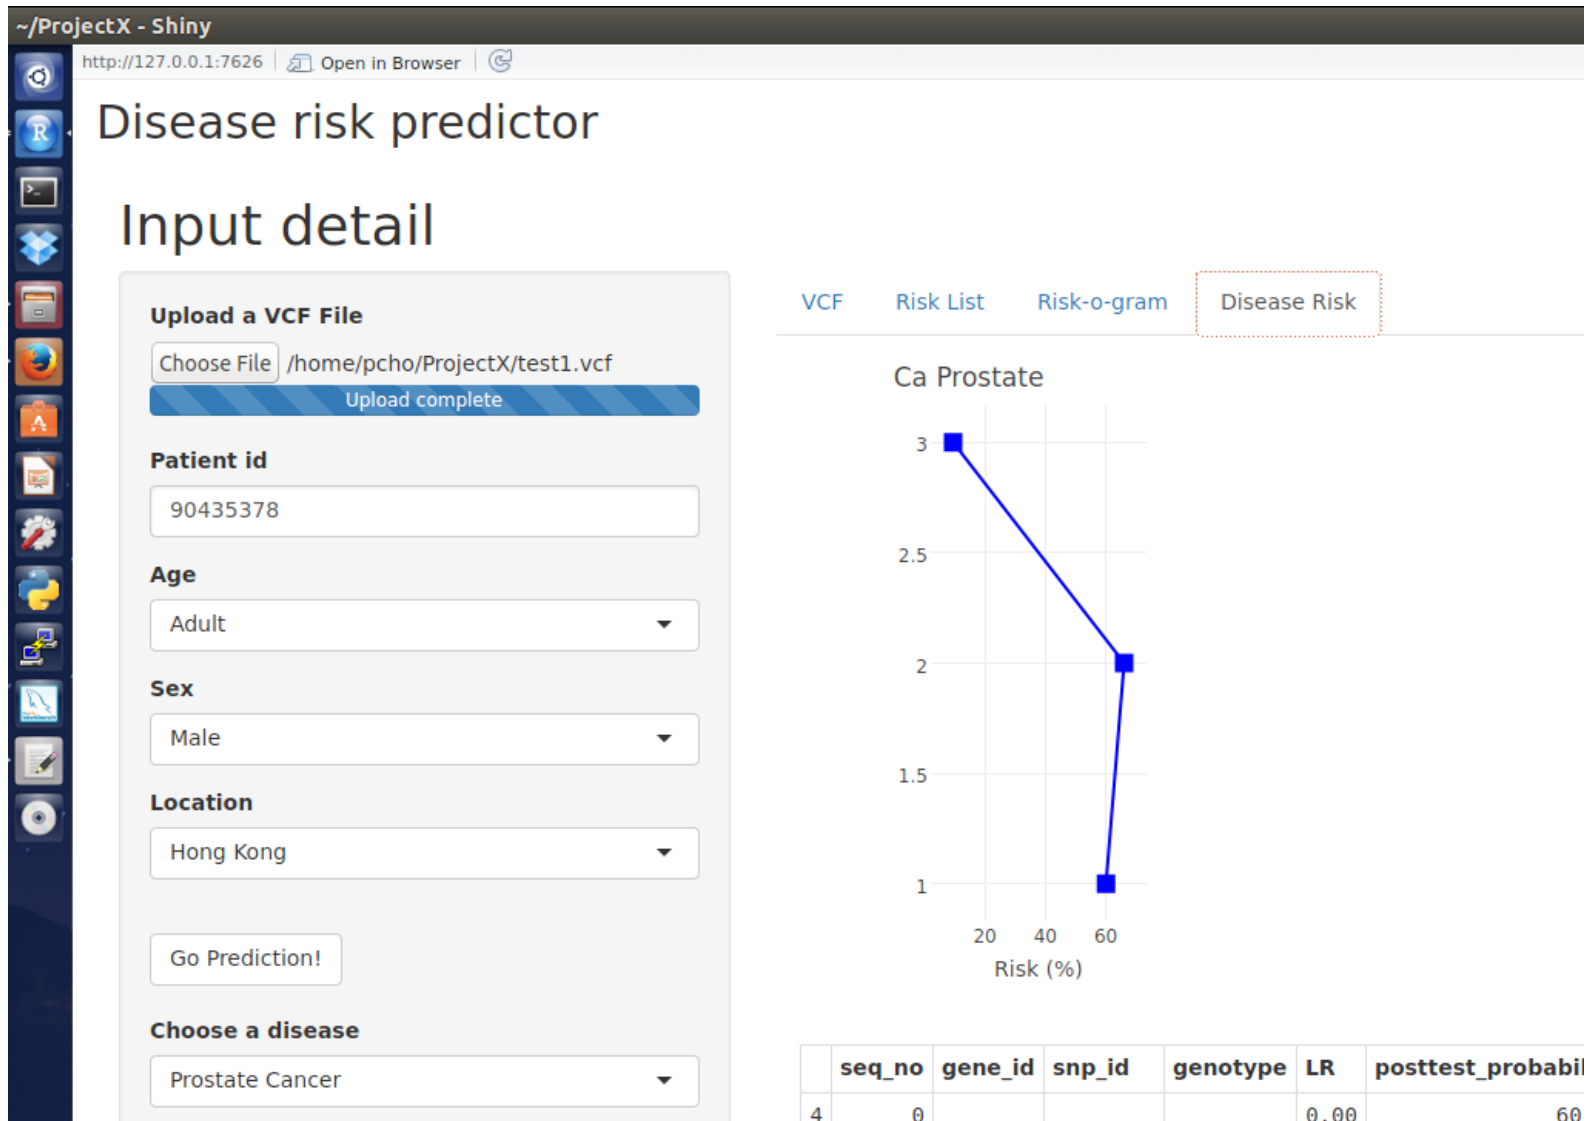 ~/ProjectX - Shiny
http://127.0.0.1:7626 Open in Browser
Disease risk predictor
Input detail
Upload a VCF File
Choose File /home/pcho/ProjectX/test1.vcf
Upload complete
Patient id
90435378
Age
Adult
Sex
Male
Location
Hong Kong
Go Prediction!
Choose a disease
Prostate Cancer
VCF Risk List Risk-o-gram Disease Risk
Ca Prostate
3
2.5
2
1.5
1
20 40 60
Risk (%)
seq_no gene_id snp_id genotype LR posttest_probabil
4 0 0.00 60